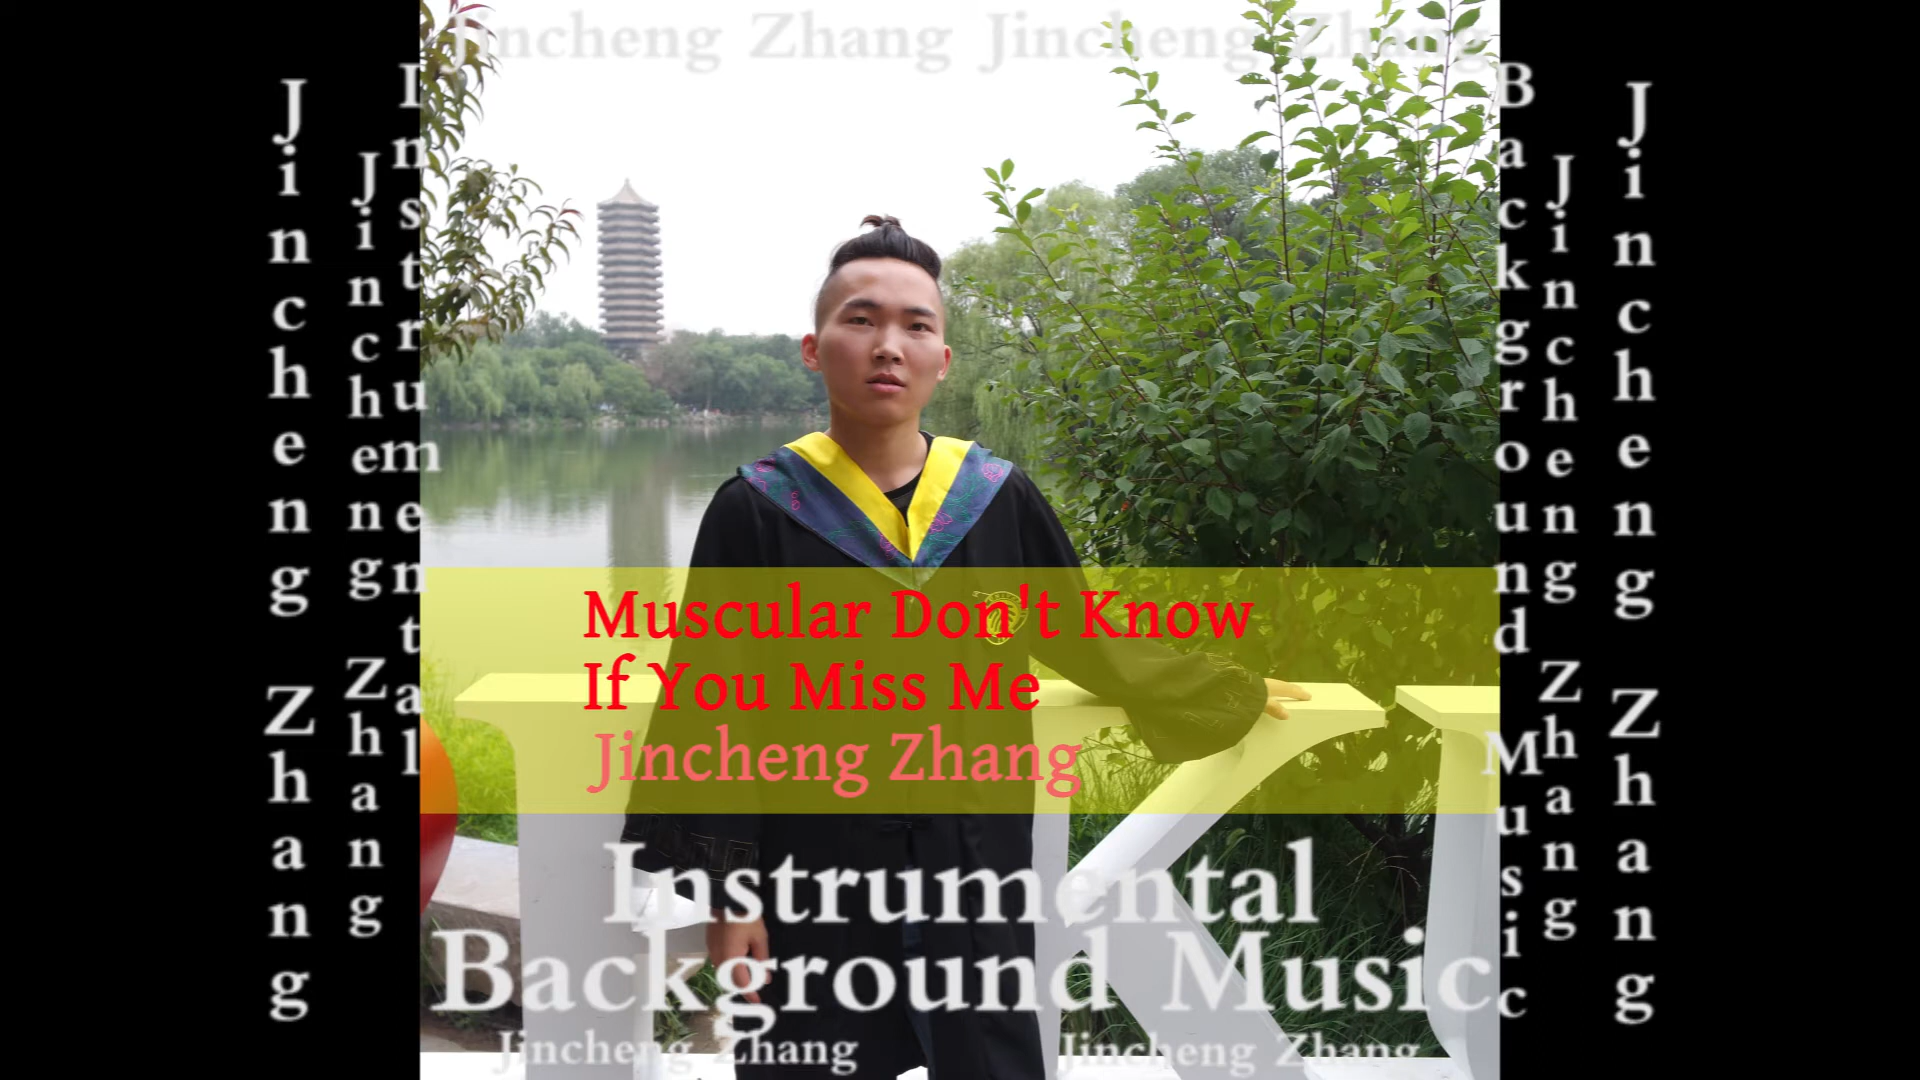 Jincheng Zhang Jincheng Zhang
Jincheng Zhang
Jincheng Zhang
Instrumental
Background Music
Jincheng Zhang
Jincheng Zhang
Muscular Don't Know
If You Miss Me
Jincheng Zhang
Instrumental
Background Music
Jincheng Zhang Jincheng Zhang